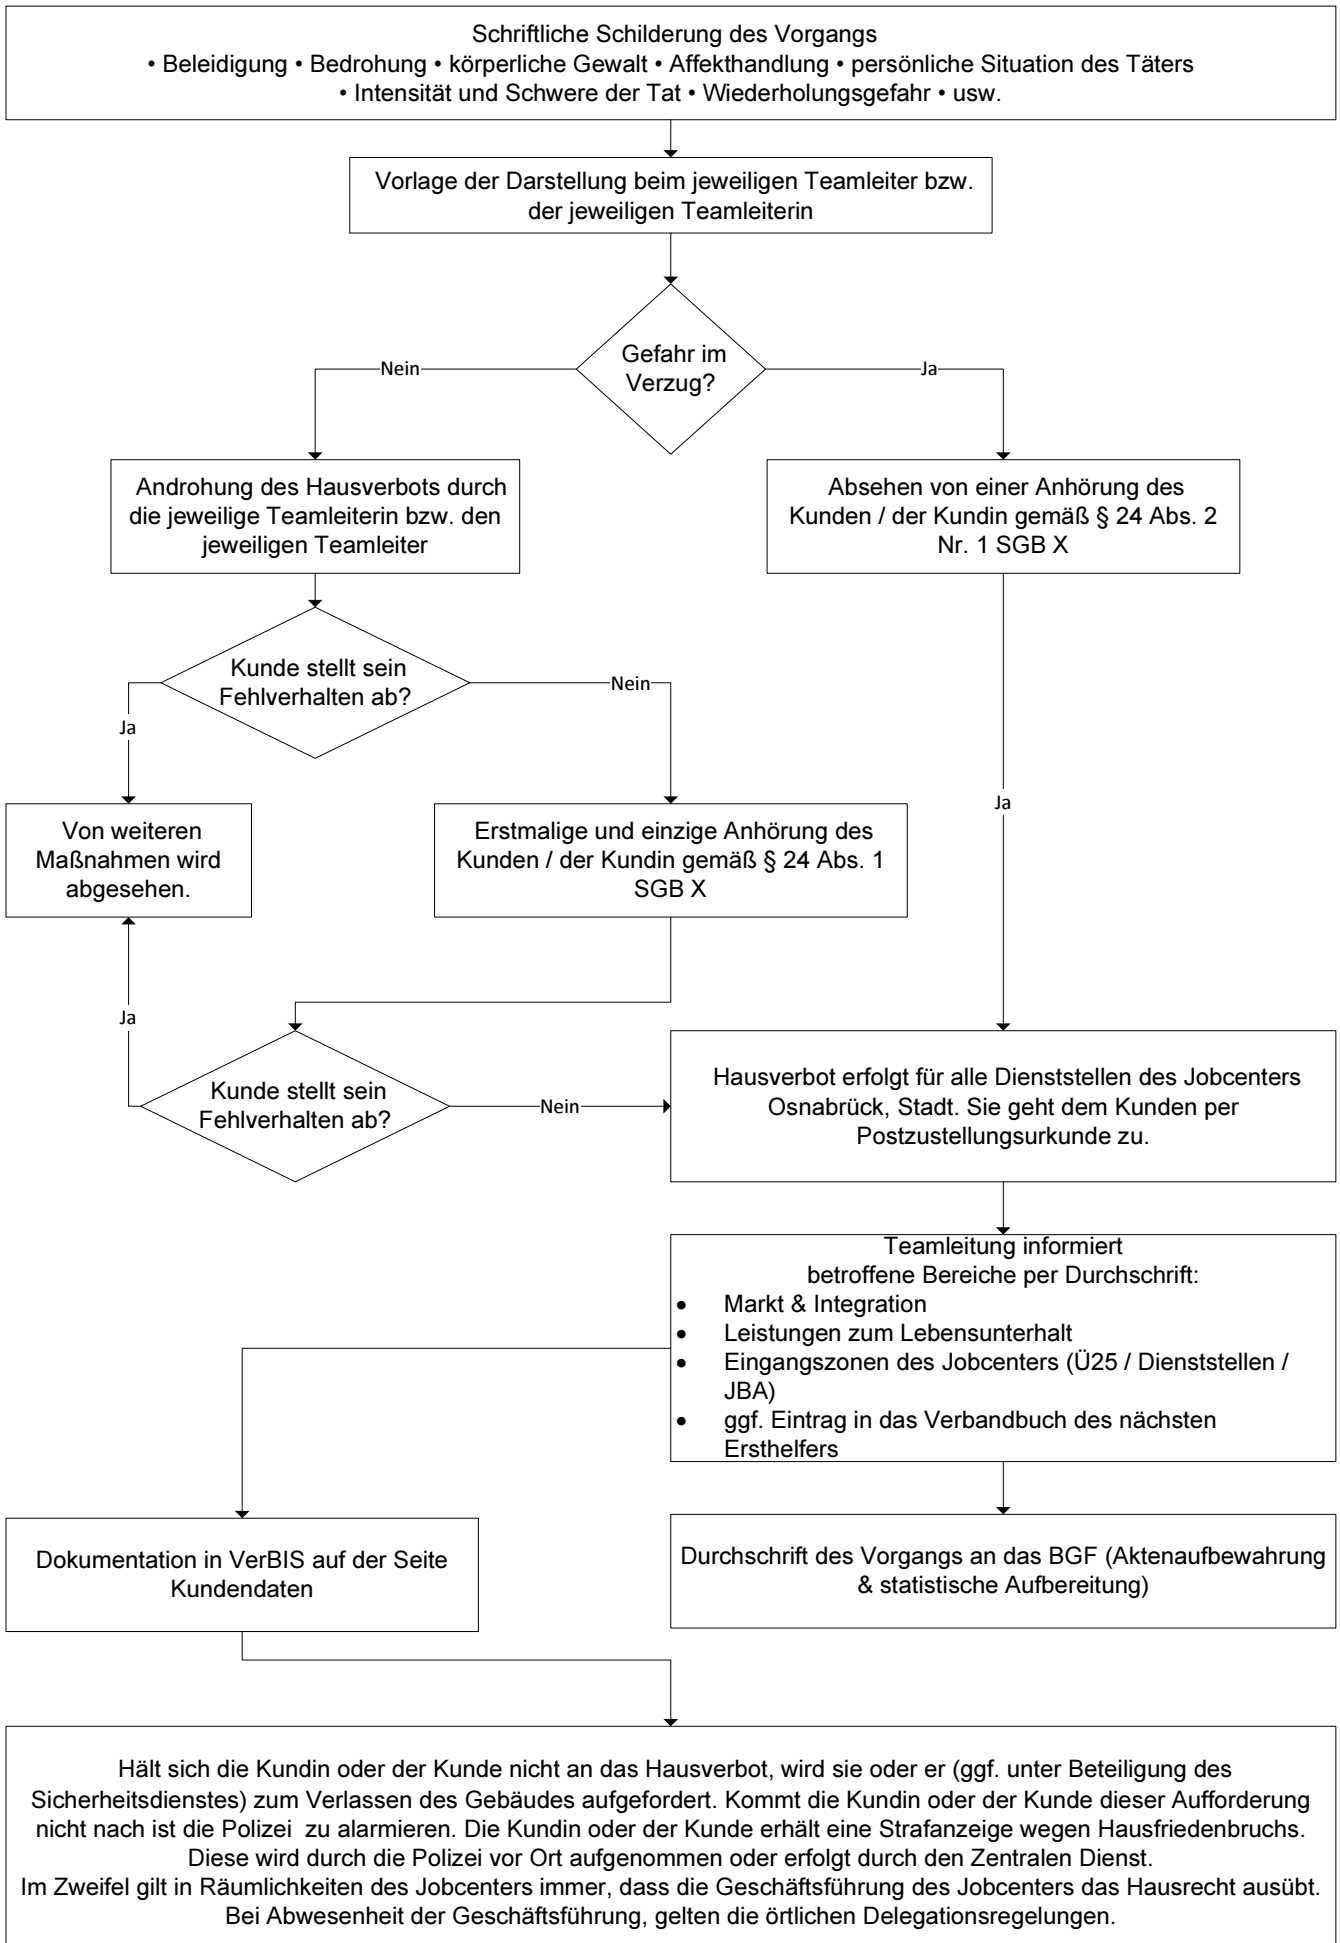 Schriftliche Schilderung des Vorgangs
• Beleidigung • Bedrohung • körperliche Gewalt • Affekthandlung • persönliche Situation des Täters
• Intensität und Schwere der Tat • Wiederholungsgefahr • usw.
Vorlage der Darstellung beim jeweiligen Teamleiter bzw.
der jeweiligen Teamleiterin
Gefahr im
Verzug?
Nein
Ja
Androhung des Hausverbots durch
die jeweilige Teamleiterin bzw. den
jeweiligen Teamleiter
Absehen von einer Anhörung des
Kunden / der Kundin gemäß § 24 Abs. 2
Nr. 1 SGB X
Kunde stellt sein
Fehlverhalten ab?
Nein
Ja
Von weiteren
Maßnahmen wird
abgesehen.
Erstmalige und einzige Anhörung des
Kunden / der Kundin gemäß § 24 Abs. 1
SGB X
Ja
Ja
Kunde stellt sein
Fehlverhalten ab?
Nein
Hausverbot erfolgt für alle Dienststellen des Jobcenters
Osnabrück, Stadt. Sie geht dem Kunden per
Postzustellungsurkunde zu.
Teamleitung informiert
betroffene Bereiche per Durchschrift:
• Markt & Integration
• Leistungen zum Lebensunterhalt
• Eingangszonen des Jobcenters (Ü25 / Dienststellen /
JBA)
• ggf. Eintrag in das Verbandbuch des nächsten
Ersthelfers
Dokumentation in VerBIS auf der Seite
Kundendaten
Durchschrift des Vorgangs an das BGF (Aktenaufbewahrung
& statistische Aufbereitung)
Hält sich die Kundin oder der Kunde nicht an das Hausverbot, wird sie oder er (ggf. unter Beteiligung des
Sicherheitsdienstes) zum Verlassen des Gebäudes aufgefordert. Kommt die Kundin oder der Kunde dieser Aufforderung
nicht nach ist die Polizei zu alarmieren. Die Kundin oder der Kunde erhält eine Strafanzeige wegen Hausfriedenbruchs.
Diese wird durch die Polizei vor Ort aufgenommen oder erfolgt durch den Zentralen Dienst.
Im Zweifel gilt in Räumlichkeiten des Jobcenters immer, dass die Geschäftsführung des Jobcenters das Hausrecht ausübt.
Bei Abwesenheit der Geschäftsführung, gelten die örtlichen Delegationsregelungen.